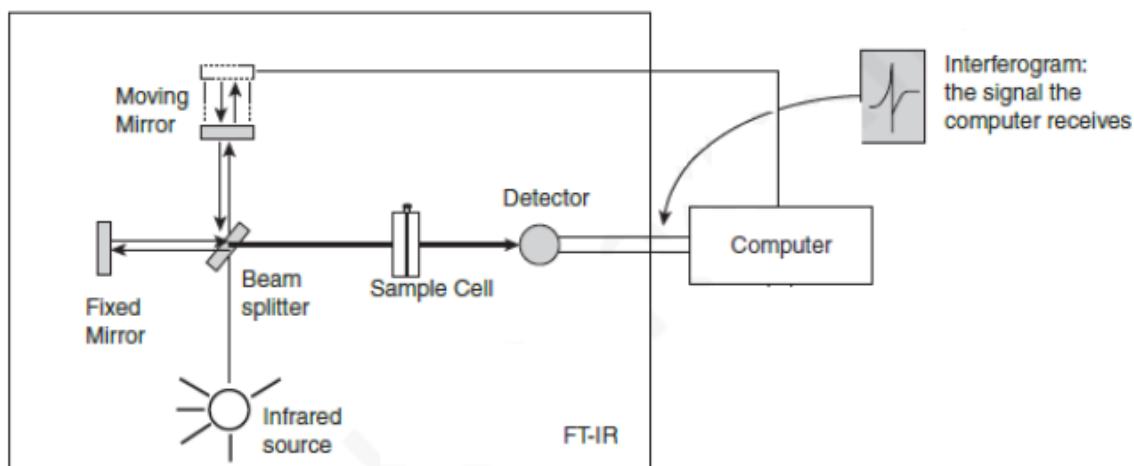 Moving
Mirror
Interferogram:
the signal the
computer receives
Detector
Computer
Beam
splitter
Sample Cell
Fixed
Mirror
Infrared
source
FT-IR